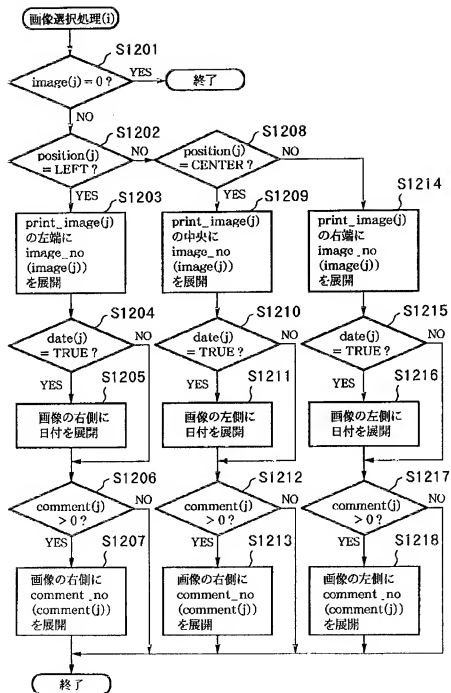 画像選択処理(i)
S1201
image(j) = 0 ?
YES
終了
NO
S1202
position(j)
= LEFT ?
NO
YES
S1208
position(j)
= CENTER ?
NO
YES
S1203
print_image(j)
の左端に
image_no
(image(j))
を展開
S1209
print_image(j)
の中央に
image_no
(image(j))
を展開
S1214
print_image(j)
の右端に
image_no
(image(j))
を展開
S1204
date(j)
= TRUE ?
NO
YES
S1210
date(j)
= TRUE ?
NO
YES
S1215
date(j)
= TRUE ?
NO
YES
S1205
画像の右側に
日付を展開
S1211
画像の左側に
日付を展開
S1216
画像の左側に
日付を展開
S1206
comment(j)
> 0 ?
NO
YES
S1212
comment(j)
> 0 ?
NO
YES
S1217
comment(j)
> 0 ?
NO
YES
S1207
画像の右側に
comment_no
(comment(j))
を展開
S1213
画像の右側に
comment_no
(comment(j))
を展開
S1218
画像の左側に
comment_no
(comment(j))
を展開
終了